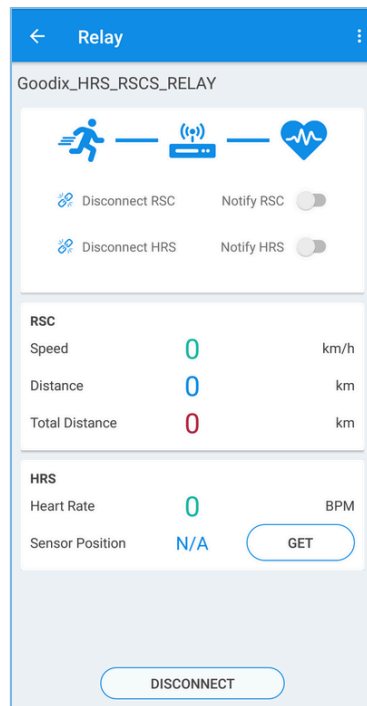 Relay
Goodix_HRS_RSCS_RELAY
Disconnect RSC Notify RSC
Disconnect HRS Notify HRS
RSC
Speed 0 km/h
Distance 0 km
Total Distance 0 km
HRS
Heart Rate 0 BPM
Sensor Position N/A GET
DISCONNECT